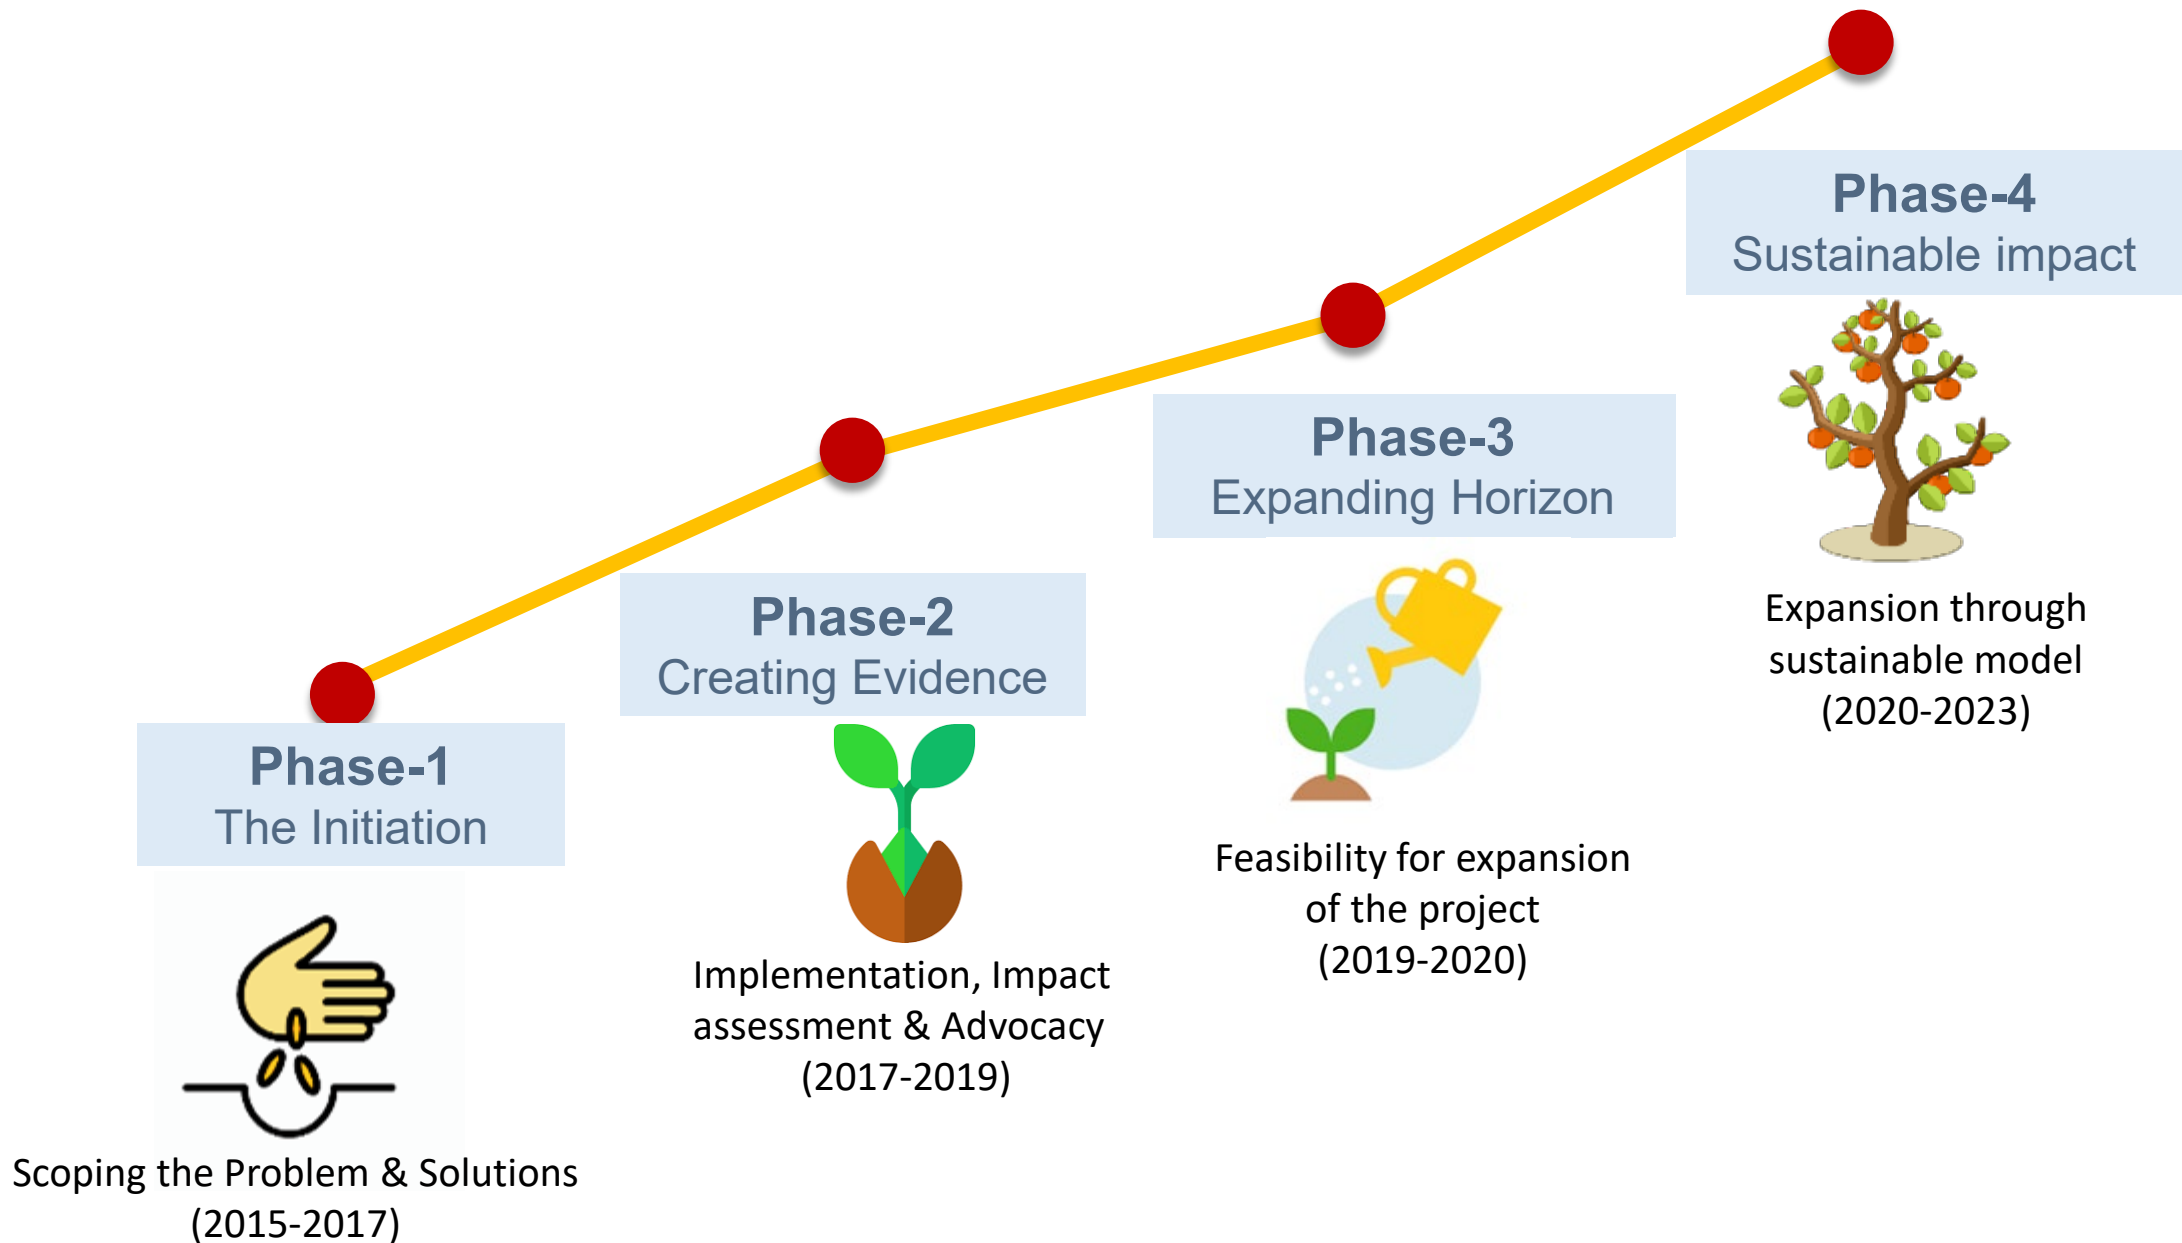 Phase-1
The Initiation
Scoping the Problem & Solutions
(2015-2017)
Phase-2
Creating Evidence
Implementation, Impact
assessment & Advocacy
(2017-2019)
Phase-3
Expanding Horizon
Feasibility for expansion
of the project
(2019-2020)
Phase-4
Sustainable impact
Expansion through
sustainable model
(2020-2023)